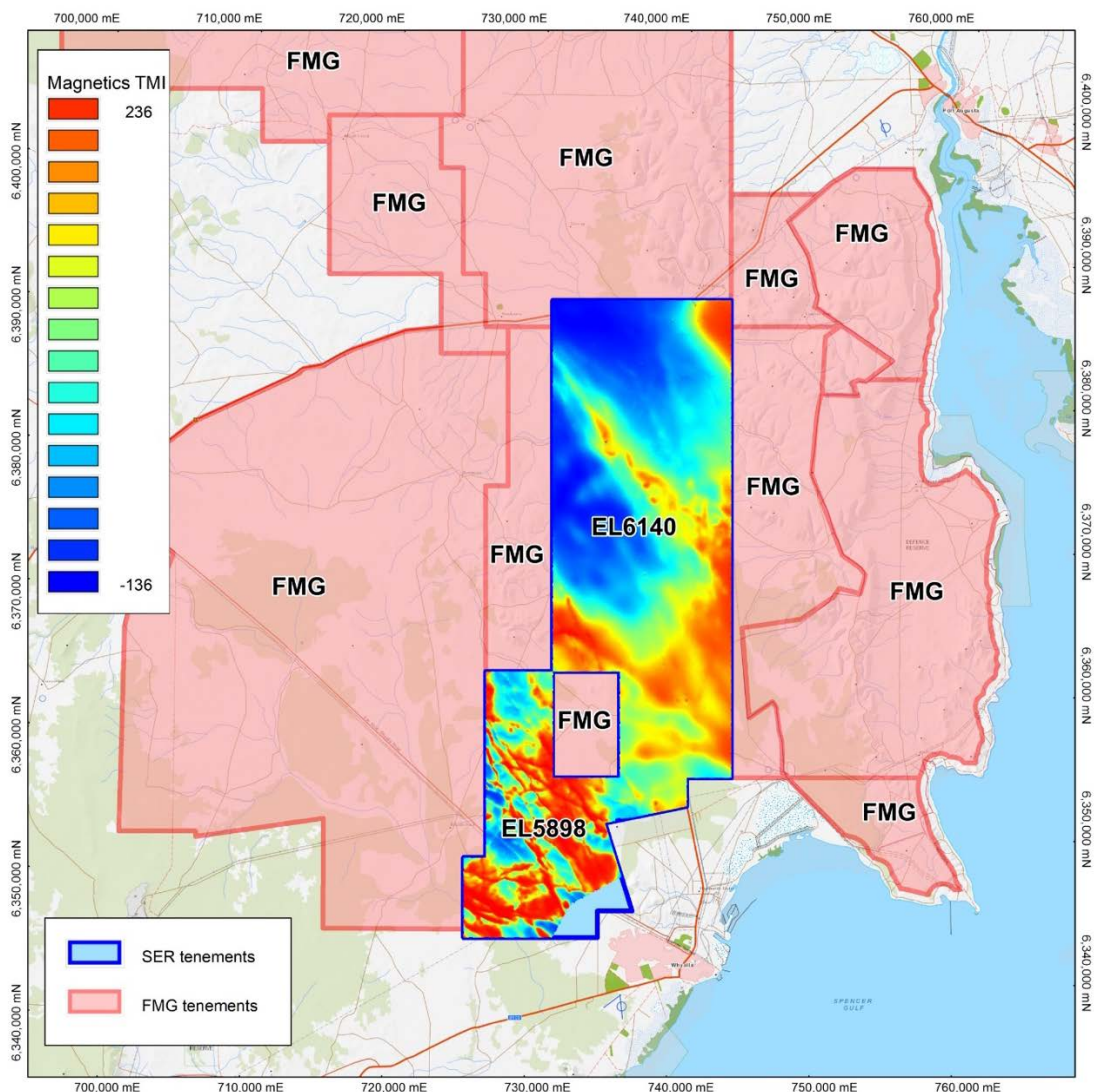 700,000 mE 710,000 mE 720,000 mE 730,000 mE 740,000 mE 750,000 mE 760,000 mE
Magnetics TMI
236
-136
FMG
FMG
FMG
FMG
FMG
FMG
FMG
FMG
FMG
FMG
FMG
EL6140
EL5898
Port Augusta
DEFENCE
RESERVE
Whyalla
SPENCER
GULF
RESERVE
SER tenements
FMG tenements
6,400,000 mN
6,390,000 mN
6,380,000 mN
6,370,000 mN
6,360,000 mN
6,350,000 mN
6,340,000 mN
6,400,000 mN
6,390,000 mN
6,380,000 mN
6,370,000 mN
6,360,000 mN
6,350,000 mN
6,340,000 mN
700,000 mE 710,000 mE 720,000 mE 730,000 mE 740,000 mE 750,000 mE 760,000 mE